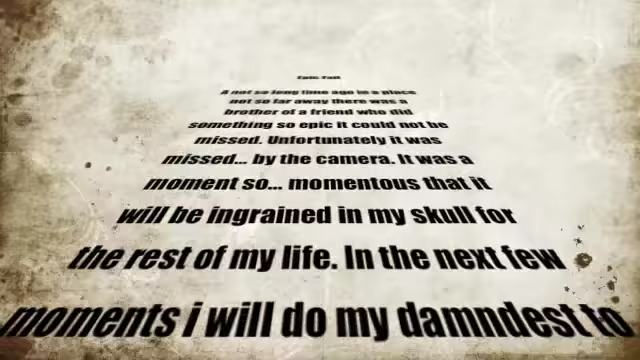 Epic Fail
A not so long time ago in a place
not so far away there was a
brother of a friend who did
something so epic it could not be
missed. Unfortunately it was
missed... by the camera. It was a
moment so... momentous that it
will be ingrained in my skull for
the rest of my life. In the next few
moments i will do my damndest to